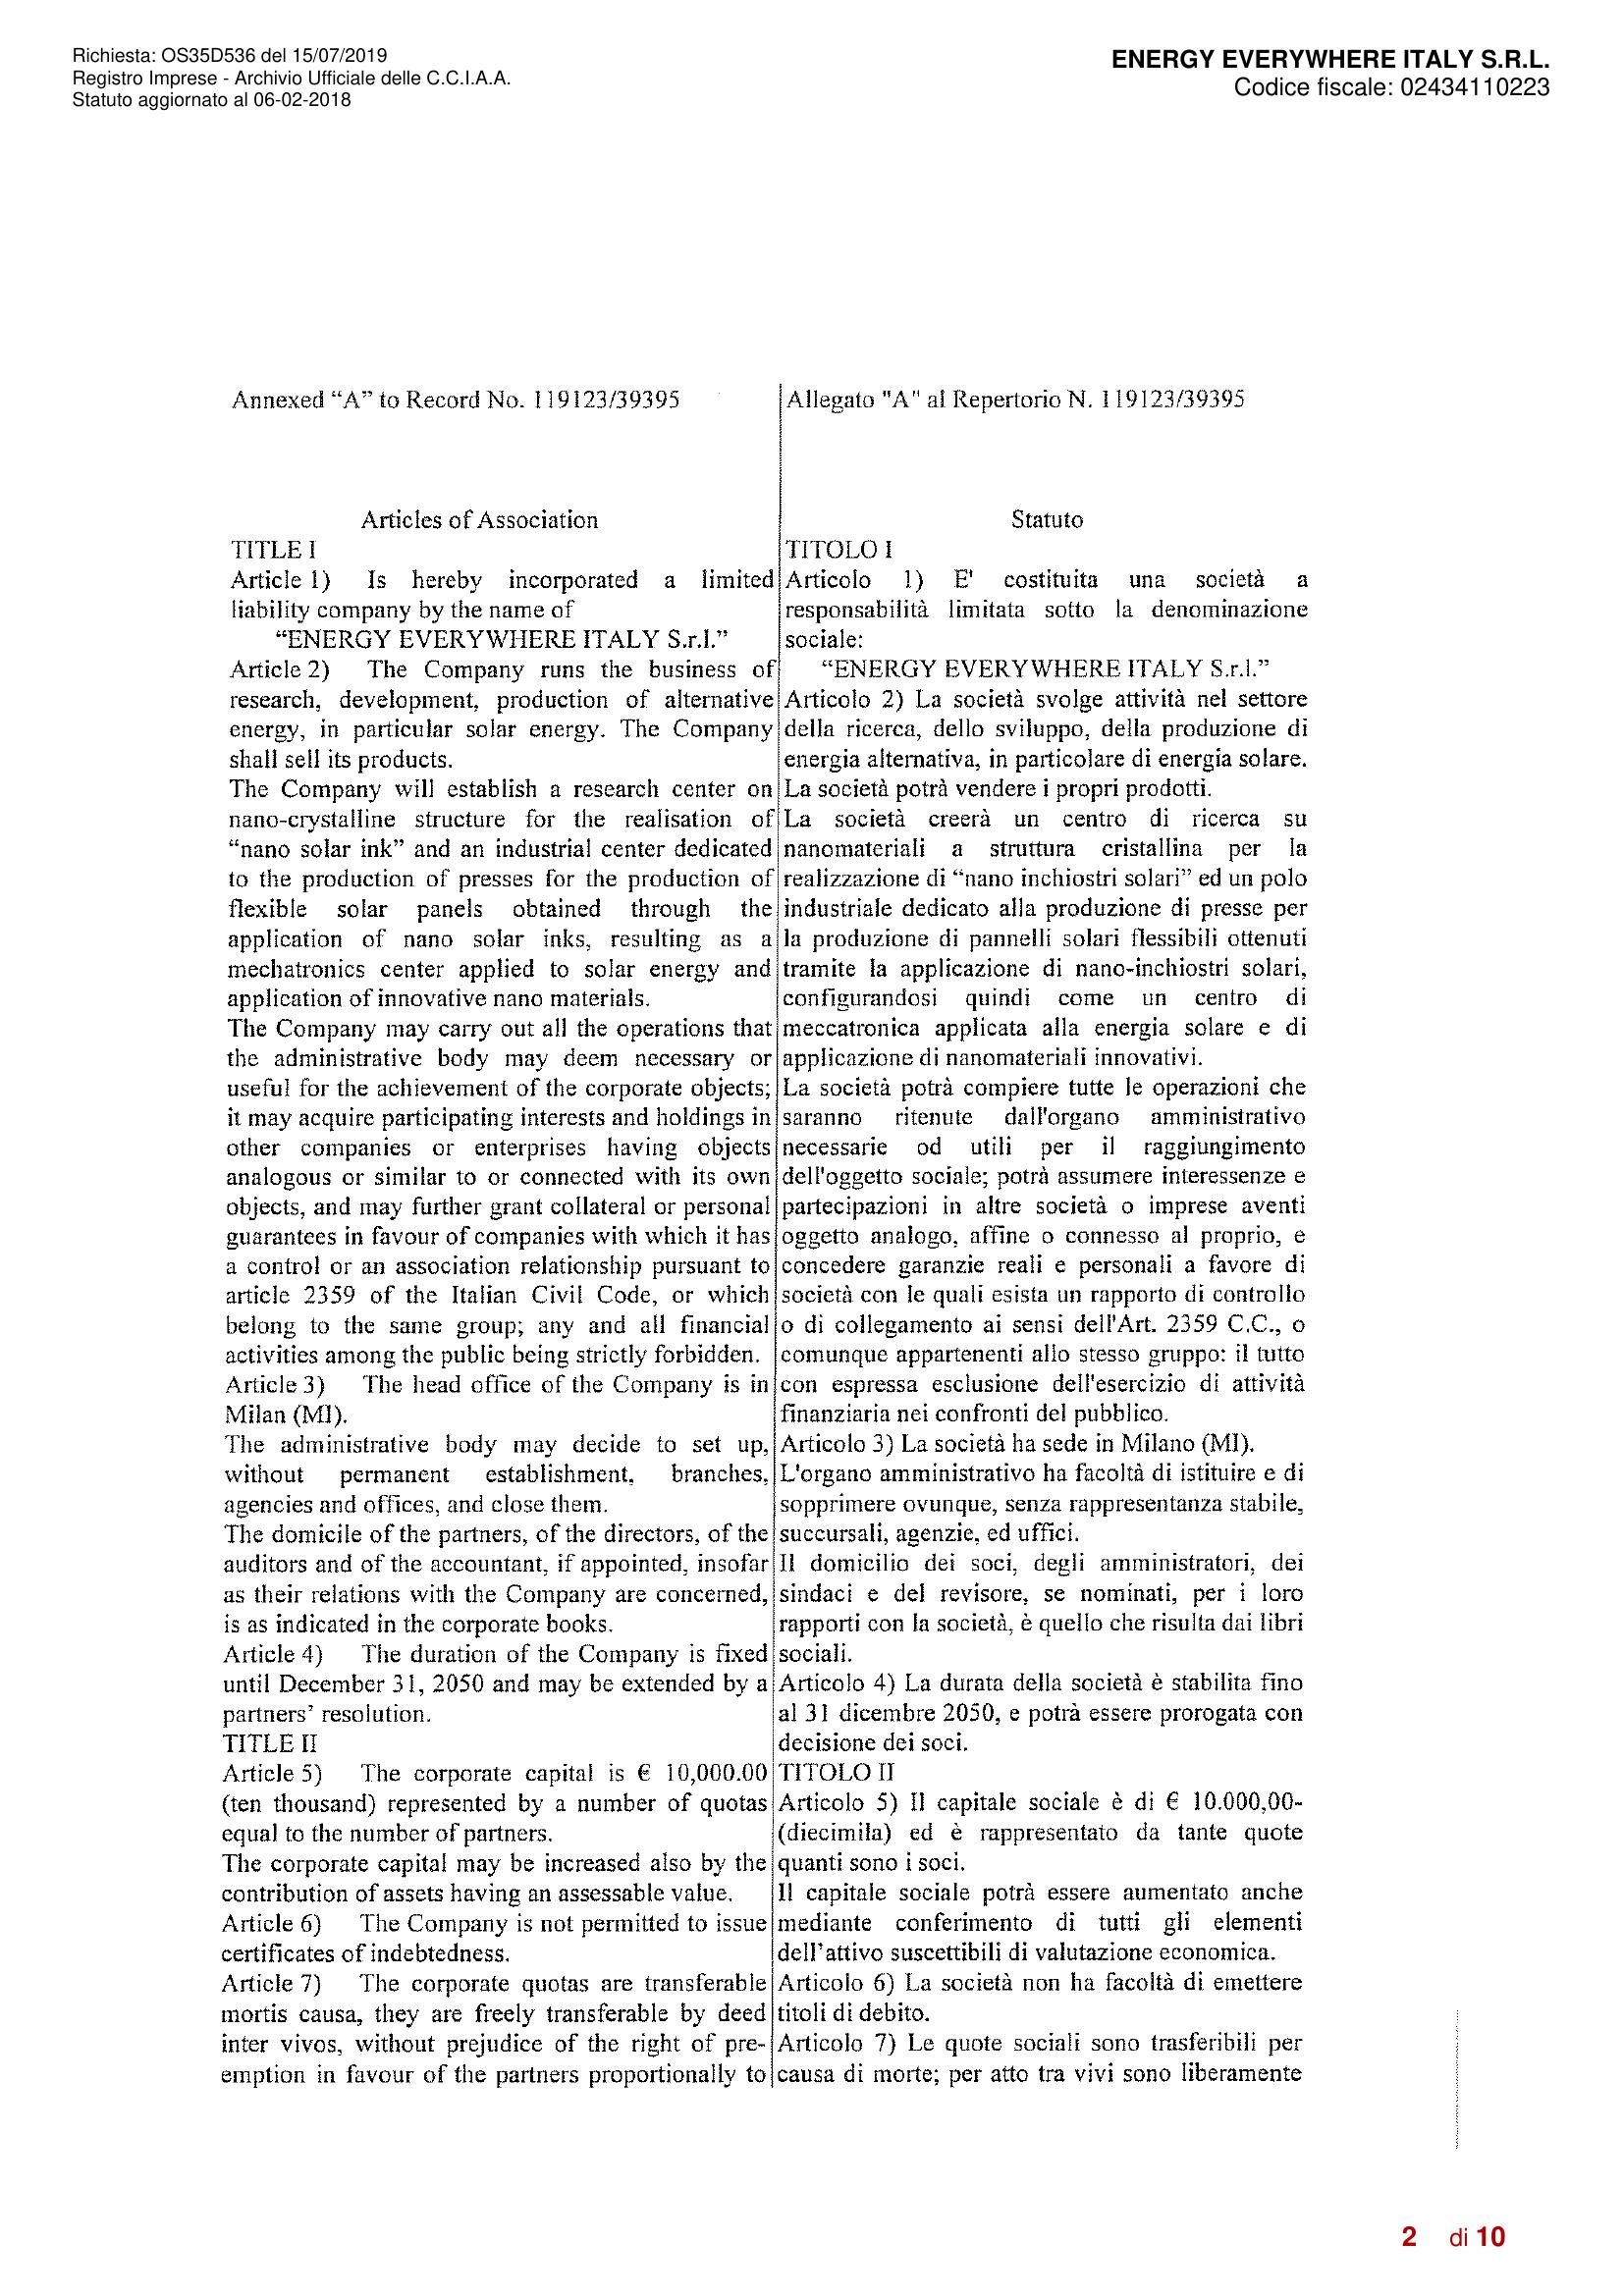 Richiesta: OS35D536 del 15/07/2019
Registro Imprese - Archivio Ufficiale delle C.C.I.A.A.
Statuto aggiornato al 06-02-2018
ENERGY EVERYWHERE ITALY S.R.L.
Codice fiscale: 02434110223
Annexed “A” to Record No. 119123/39395
Articles of Association
TITLE I
Article 1) Is hereby incorporated a limited
liability company by the name of
“ENERGY EVERYWHERE ITALY S.r.l.”
Article 2) The Company runs the business of
research, development, production of alternative
energy, in particular solar energy. The Company
shall sell its products.
The Company will establish a research center on
nano-crystalline structure for the realisation of
“nano solar ink” and an industrial center dedicated
to the production of presses for the production of
flexible solar panels obtained through the
application of nano solar inks, resulting as a
mechatronics center applied to solar energy and
application of innovative nano materials.
The Company may carry out all the operations that
the administrative body may deem necessary or
useful for the achievement of the corporate objects;
it may acquire participating interests and holdings in
other companies or enterprises having objects
analogous or similar to or connected with its own
objects, and may further grant collateral or personal
guarantees in favour of companies with which it has
a control or an association relationship pursuant to
article 2359 of the Italian Civil Code, or which
belong to the same group; any and all financial
activities among the public being strictly forbidden.
Article 3) The head office of the Company is in
Milan (MI).
The administrative body may decide to set up,
without permanent establishment, branches,
agencies and offices, and close them.
The domicile of the partners, of the directors, of the
auditors and of the accountant, if appointed, insofar
as their relations with the Company are concerned,
is as indicated in the corporate books.
Article 4) The duration of the Company is fixed
until December 31, 2050 and may be extended by a
partners’ resolution.
TITLE II
Article 5) The corporate capital is € 10,000.00
(ten thousand) represented by a number of quotas
equal to the number of partners.
The corporate capital may be increased also by the
contribution of assets having an assessable value.
Article 6) The Company is not permitted to issue
certificates of indebtedness.
Article 7) The corporate quotas are transferable
mortis causa, they are freely transferable by deed
inter vivos, without prejudice of the right of pre-
emption in favour of the partners proportionally to
Allegato "A" al Repertorio N. 119123/39395
Statuto
TITOLO I
Articolo 1) E' costituita una società a
responsabilità limitata sotto la denominazione
sociale:
“ENERGY EVERYWHERE ITALY S.r.l.”
Articolo 2) La società svolge attività nel settore
della ricerca, dello sviluppo, della produzione di
energia alternativa, in particolare di energia solare.
La società potrà vendere i propri prodotti.
La società creerà un centro di ricerca su
nanomateriali a struttura cristallina per la
realizzazione di “nano inchiostri solari” ed un polo
industriale dedicato alla produzione di presse per
la produzione di pannelli solari flessibili ottenuti
tramite la applicazione di nano-inchiostri solari,
configurandosi quindi come un centro di
meccatronica applicata alla energia solare e di
applicazione di nanomateriali innovativi.
La società potrà compiere tutte le operazioni che
saranno ritenute dall'organo amministrativo
necessarie od utili per il raggiungimento
dell'oggetto sociale; potrà assumere interessenze e
partecipazioni in altre società o imprese aventi
oggetto analogo, affine o connesso al proprio, e
concedere garanzie reali e personali a favore di
società con le quali esista un rapporto di controllo
o di collegamento ai sensi dell'Art. 2359 C.C., o
comunque appartenenti allo stesso gruppo: il tutto
con espressa esclusione dell'esercizio di attività
finanziaria nei confronti del pubblico.
Articolo 3) La società ha sede in Milano (MI).
L'organo amministrativo ha facoltà di istituire e di
sopprimere ovunque, senza rappresentanza stabile,
succursali, agenzie, ed uffici.
Il domicilio dei soci, degli amministratori, dei
sindaci e del revisore, se nominati, per i loro
rapporti con la società, è quello che risulta dai libri
sociali.
Articolo 4) La durata della società è stabilita fino
al 31 dicembre 2050, e potrà essere prorogata con
decisione dei soci.
TITOLO II
Articolo 5) Il capitale sociale è di € 10.000,00-
(diecimila) ed è rappresentato da tante quote
quanti sono i soci.
Il capitale sociale potrà essere aumentato anche
mediante conferimento di tutti gli elementi
dell’attivo suscettibili di valutazione economica.
Articolo 6) La società non ha facoltà di emettere
titoli di debito.
Articolo 7) Le quote sociali sono trasferibili per
causa di morte; per atto tra vivi sono liberamente
2 di 10